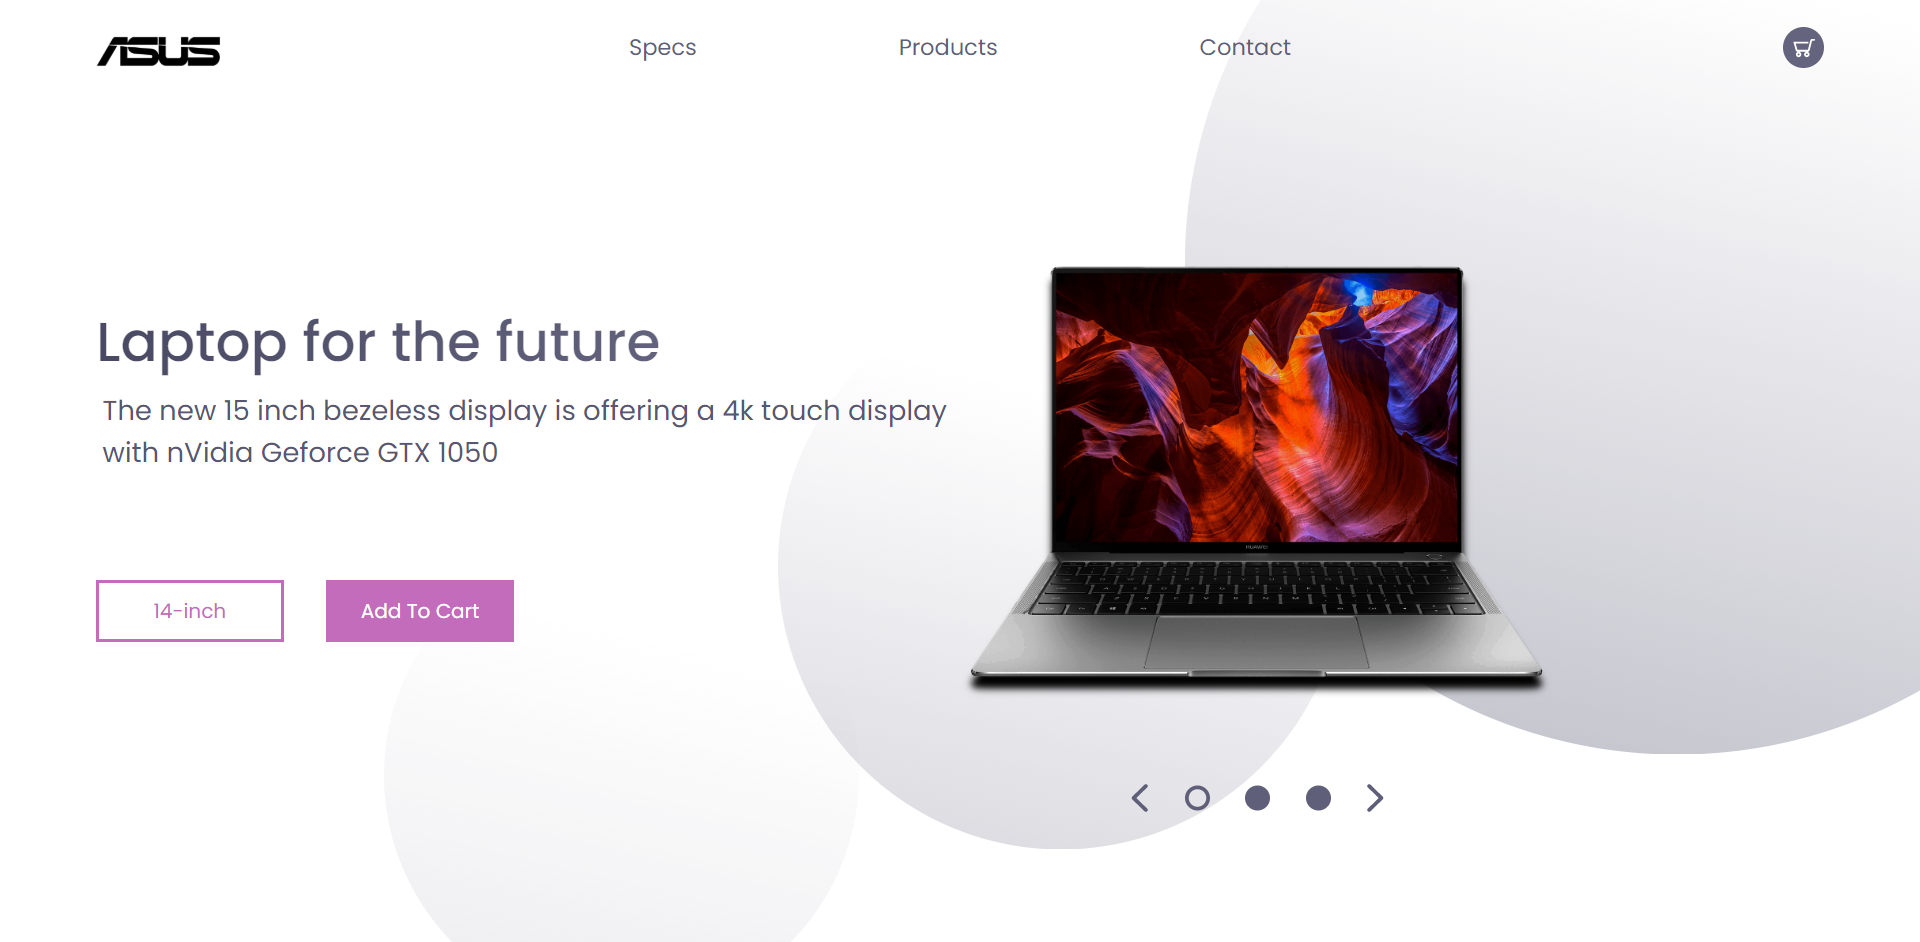 ASUS
Specs
Products
Contact
Laptop for the future
The new 15 inch bezeless display is offering a 4k touch display
with nVidia Geforce GTX 1050
14-inch
Add To Cart
HUAWEI